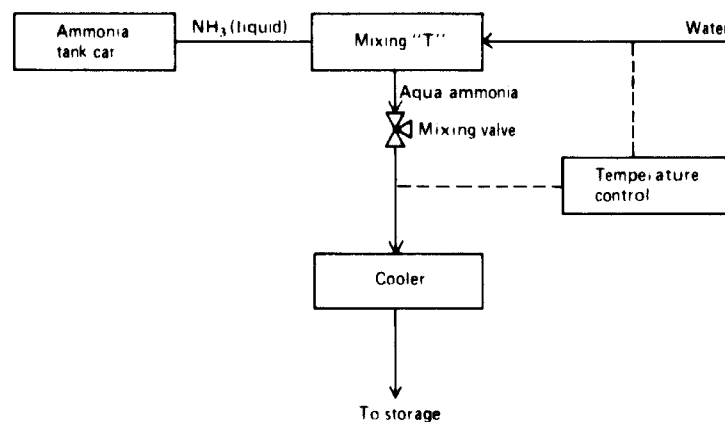 Ammonia
tank car
NH₃ (liquid)
Mixing "T"
Water
Aqua ammonia
Mixing valve
Temperature
control
Cooler
To storage